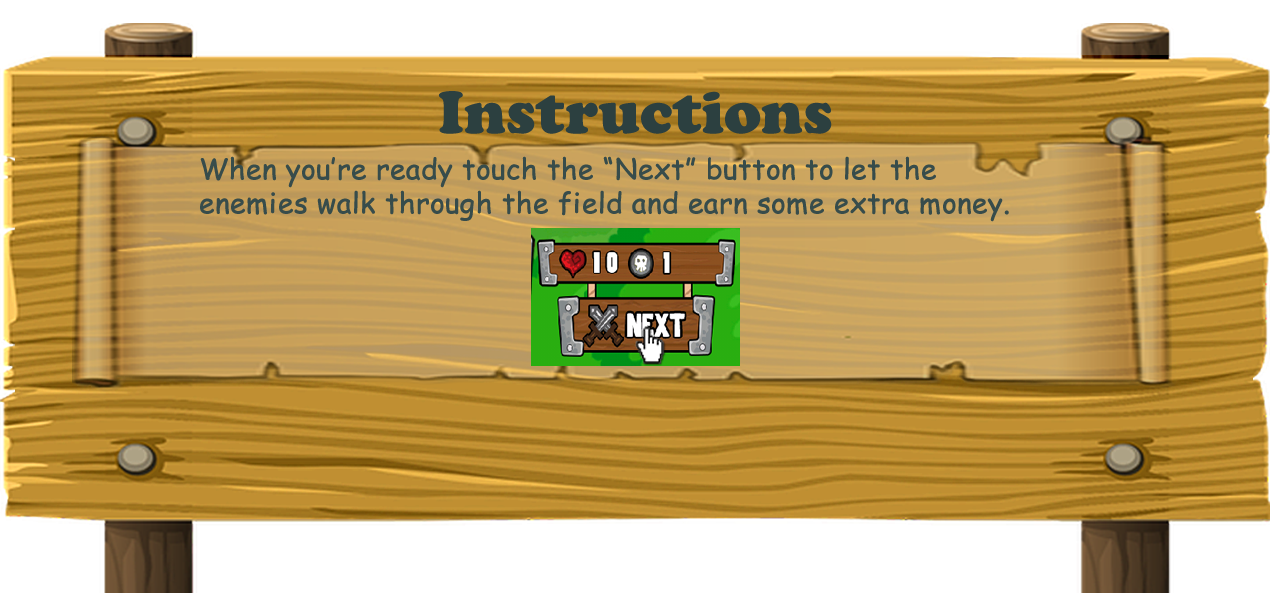 Instructions
When you’re ready touch the “Next” button to let the
enemies walk through the field and earn some extra money.
10 1
NEXT